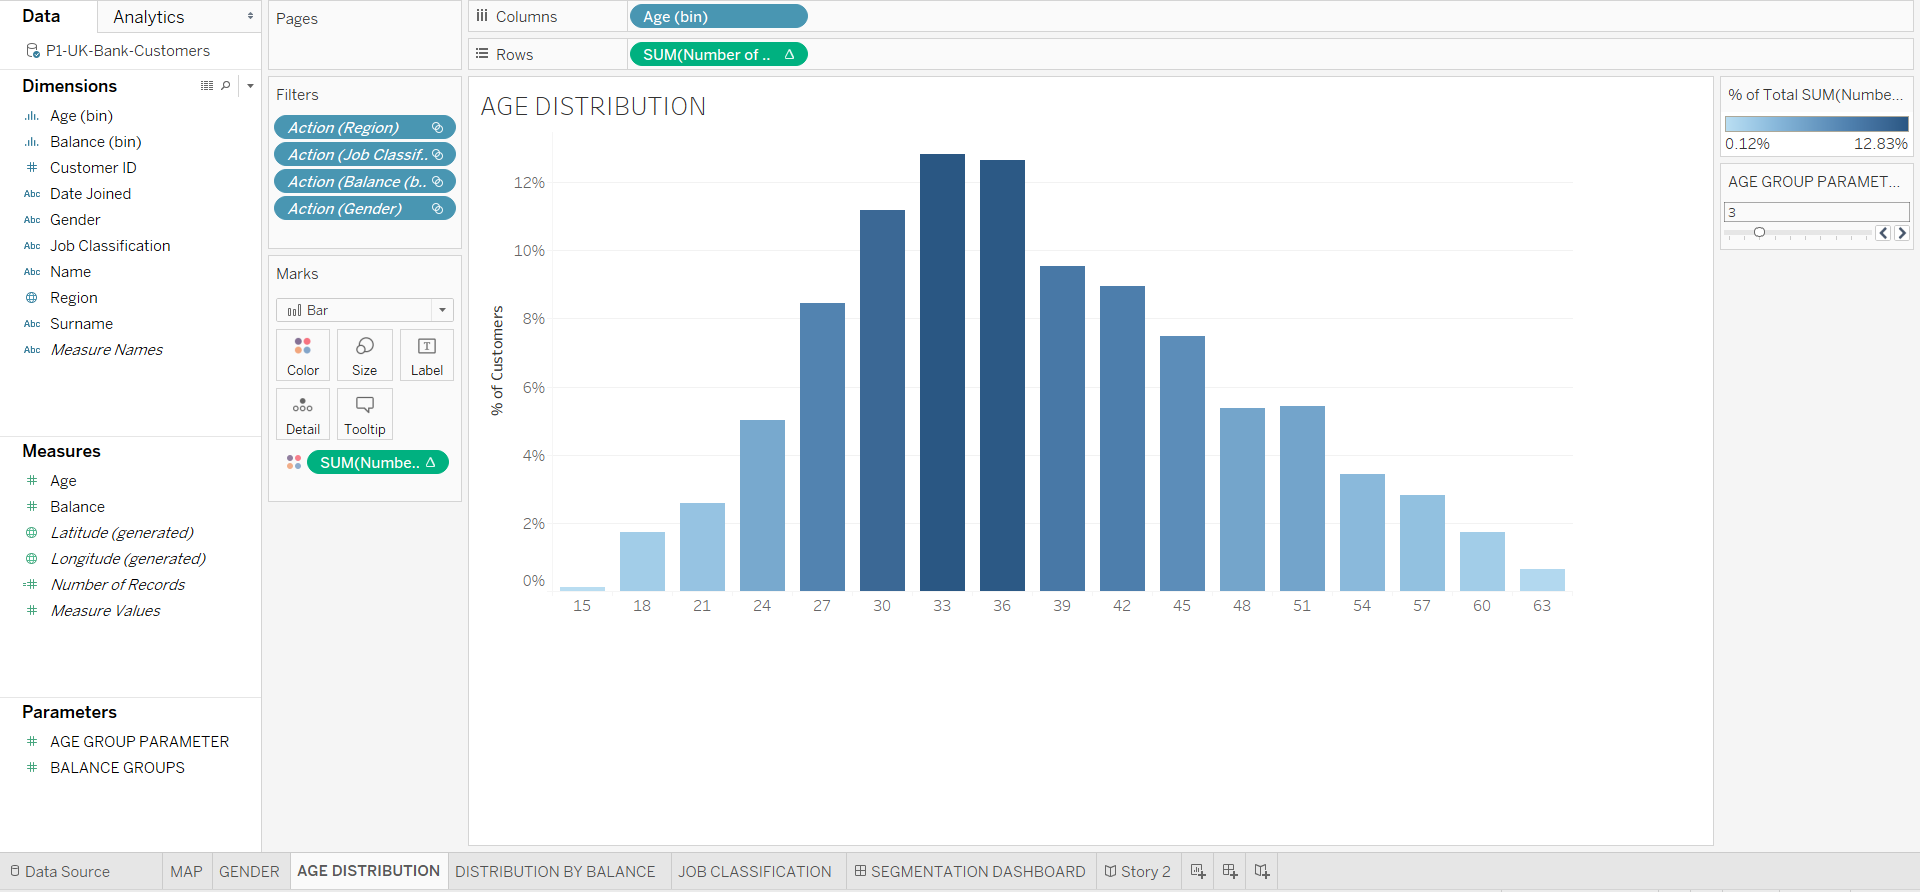 Data
Analytics
P1-UK-Bank-Customers
Dimensions
Age (bin)
Balance (bin)
Customer ID
Abc Date Joined
Abc Gender
Abc Job Classification
Abc Name
Region
Abc Surname
Abc Measure Names
Measures
Age
Balance
Latitude (generated)
Longitude (generated)
Number of Records
Measure Values
Parameters
AGE GROUP PARAMETER
BALANCE GROUPS
Pages
Filters
Action (Region)
Action (Job Classif..
Action (Balance (b..
Action (Gender)
Marks
Bar
Color
Size
T
Label
Detail
Tooltip
SUM(Numbe.. Δ
Columns
Age (bin)
Rows
SUM(Number of .. Δ
AGE DISTRIBUTION
% of Customers
12%
10%
8%
6%
4%
2%
0%
15 18 21 24 27 30 33 36 39 42 45 48 51 54 57 60 63
% of Total SUM(Numbe...
0.12% 12.83%
AGE GROUP PARAMET...
3
Data Source
MAP
GENDER
AGE DISTRIBUTION
DISTRIBUTION BY BALANCE
JOB CLASSIFICATION
SEGMENTATION DASHBOARD
Story 2